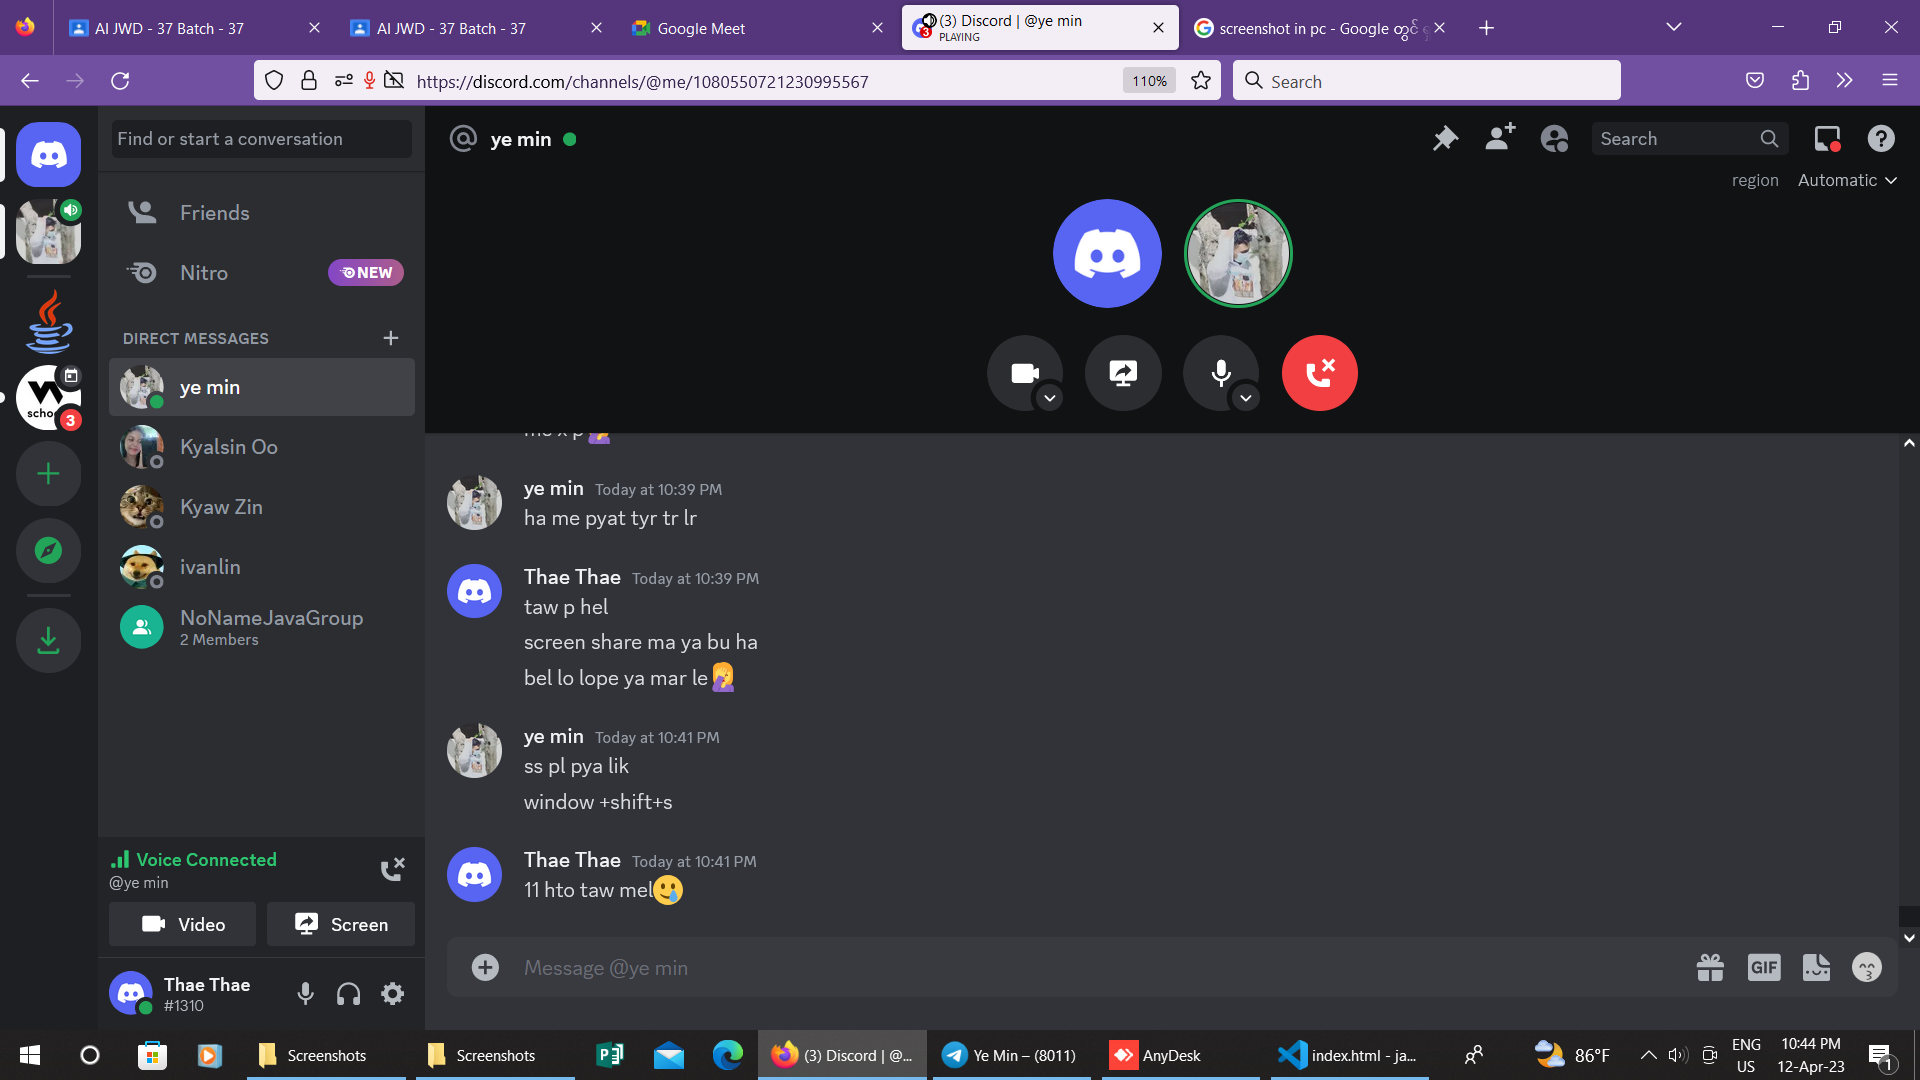 AI JWD - 37 Batch - 37
AI JWD - 37 Batch - 37
Google Meet
(3) Discord | @ye min
PLAYING
screenshot in pc - Google တွင်
https://discord.com/channels/@me/1080550721230995567
110%
Search
Find or start a conversation
ye min
Search
region
Automatic
Friends
Nitro
NEW
DIRECT MESSAGES
ye min
Kyalsin Oo
Kyaw Zin
ivanlin
NoNameJavaGroup
2 Members
3
ye min Today at 10:39 PM
ha me pyat tyr tr lr
Thae Thae Today at 10:39 PM
taw p hel
screen share ma ya bu ha
bel lo lope ya mar le🤦‍♀️
ye min Today at 10:41 PM
ss pl pya lik
window +shift+s
Thae Thae Today at 10:41 PM
11 hto taw mel🥲
Voice Connected
@ye min
Video
Screen
Thae Thae
#1310
Message @ye min
GIF
Screenshots
Screenshots
(3) Discord | @...
Ye Min – (8011)
AnyDesk
index.html - ja...
86°F
ENG
US
10:44 PM
12-Apr-23
1